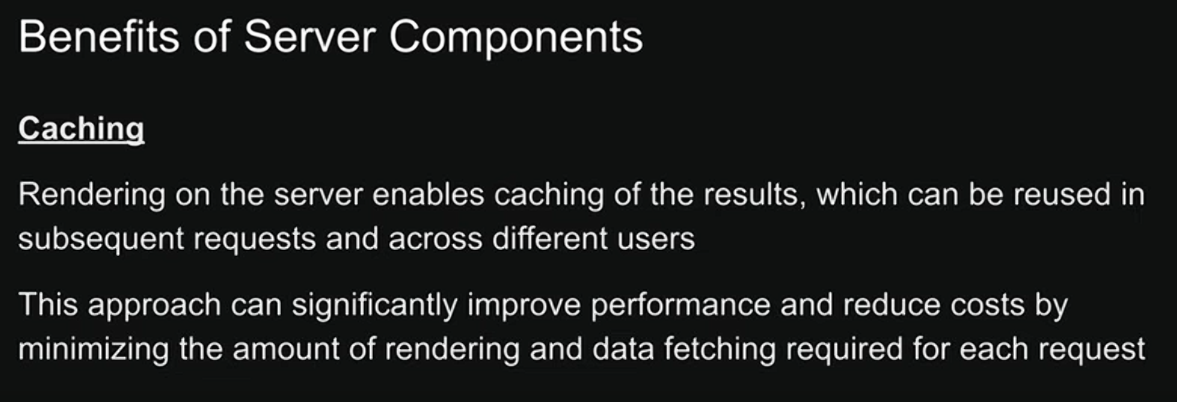 Benefits of Server Components
Caching
Rendering on the server enables caching of the results, which can be reused in
subsequent requests and across different users
This approach can significantly improve performance and reduce costs by
minimizing the amount of rendering and data fetching required for each request